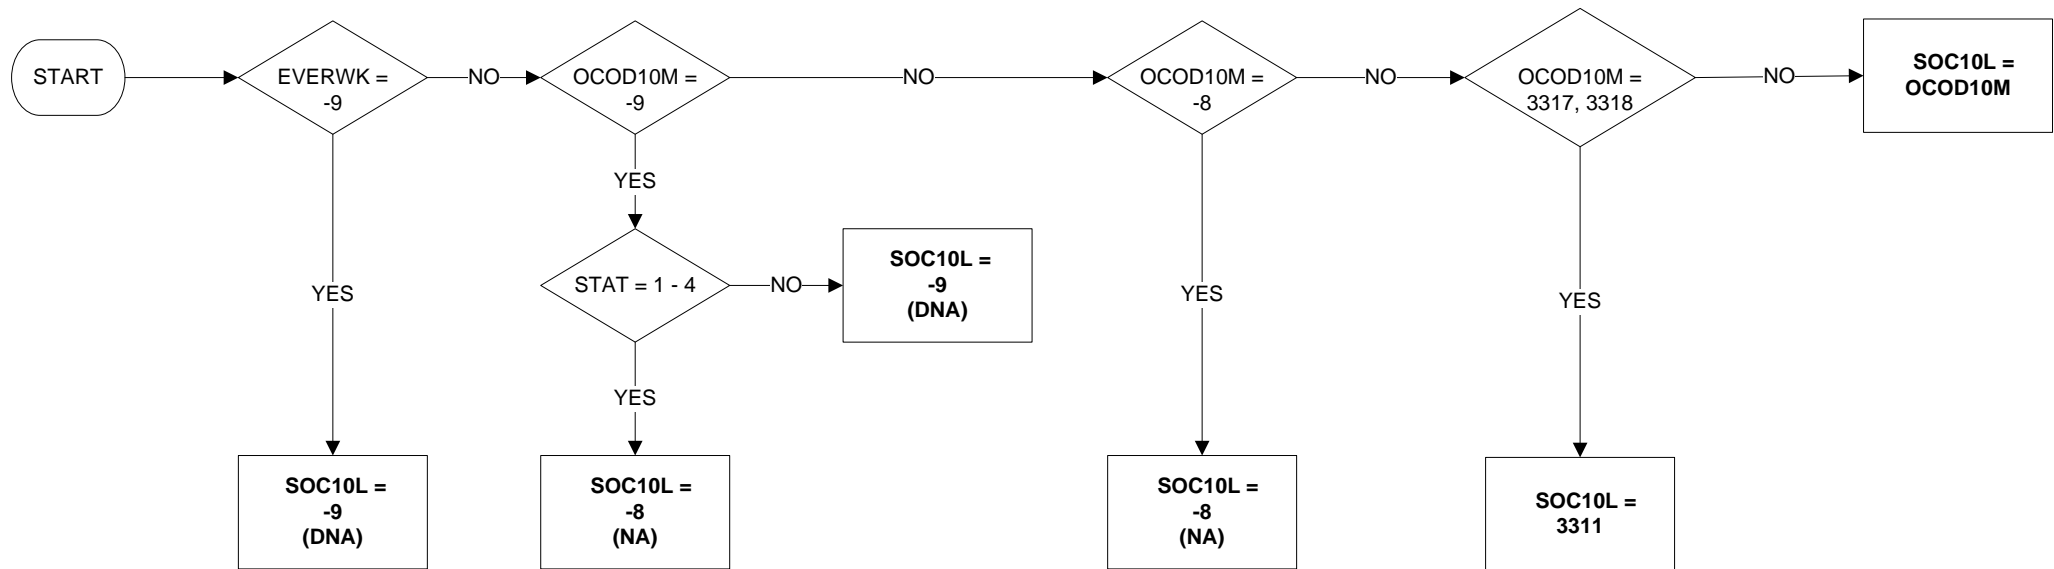 START
EVERWK =
-9
NO
OCOD10M =
-9
NO
OCOD10M =
-8
NO
OCOD10M =
3317, 3318
NO
SOC10L =
OCOD10M
YES
STAT = 1 - 4
NO
SOC10L =
-9
(DNA)
YES
YES
YES
YES
SOC10L =
-9
(DNA)
SOC10L =
-8
(NA)
SOC10L =
-8
(NA)
SOC10L =
3311